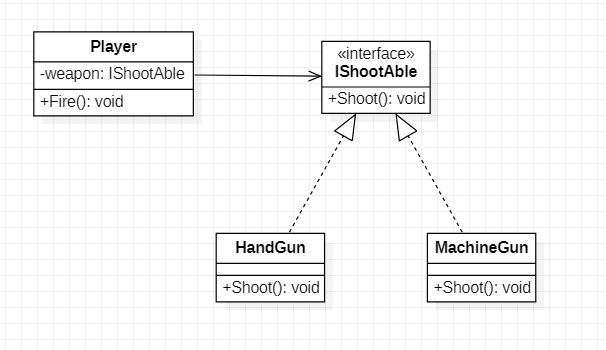 Player
-weapon: IShootAble
+Fire(): void
«interface»
IShootAble
+Shoot(): void
HandGun
+Shoot(): void
MachineGun
+Shoot(): void